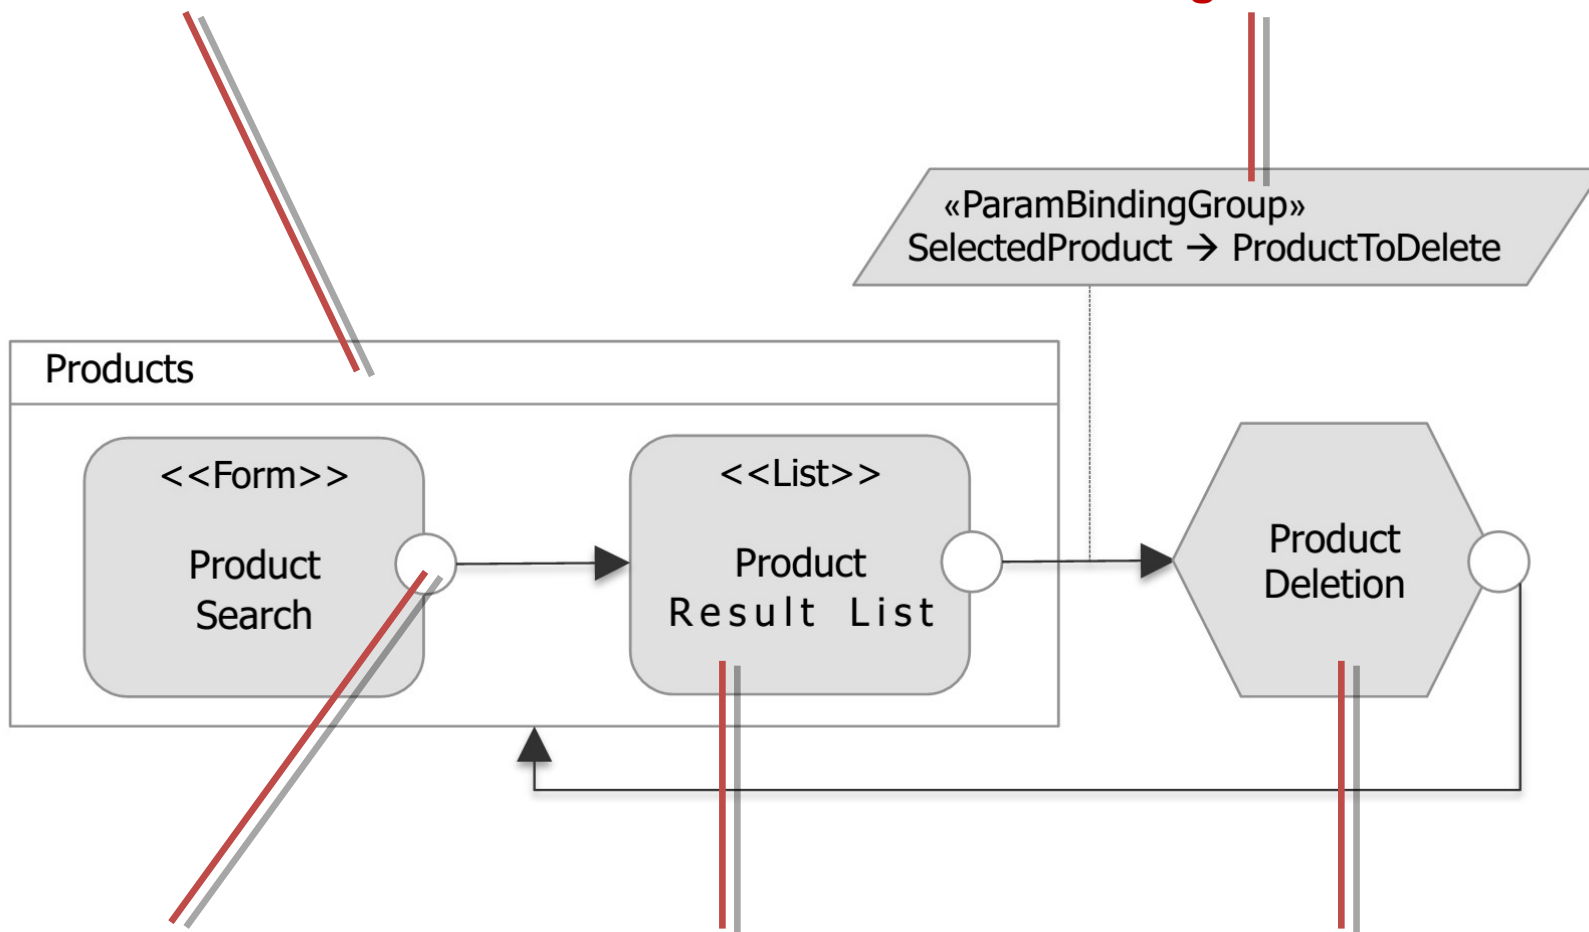 «ParamBindingGroup»
SelectedProduct → ProductToDelete
Products
<<Form>>
Product
Search
<<List>>
Product
Result List
Product
Deletion